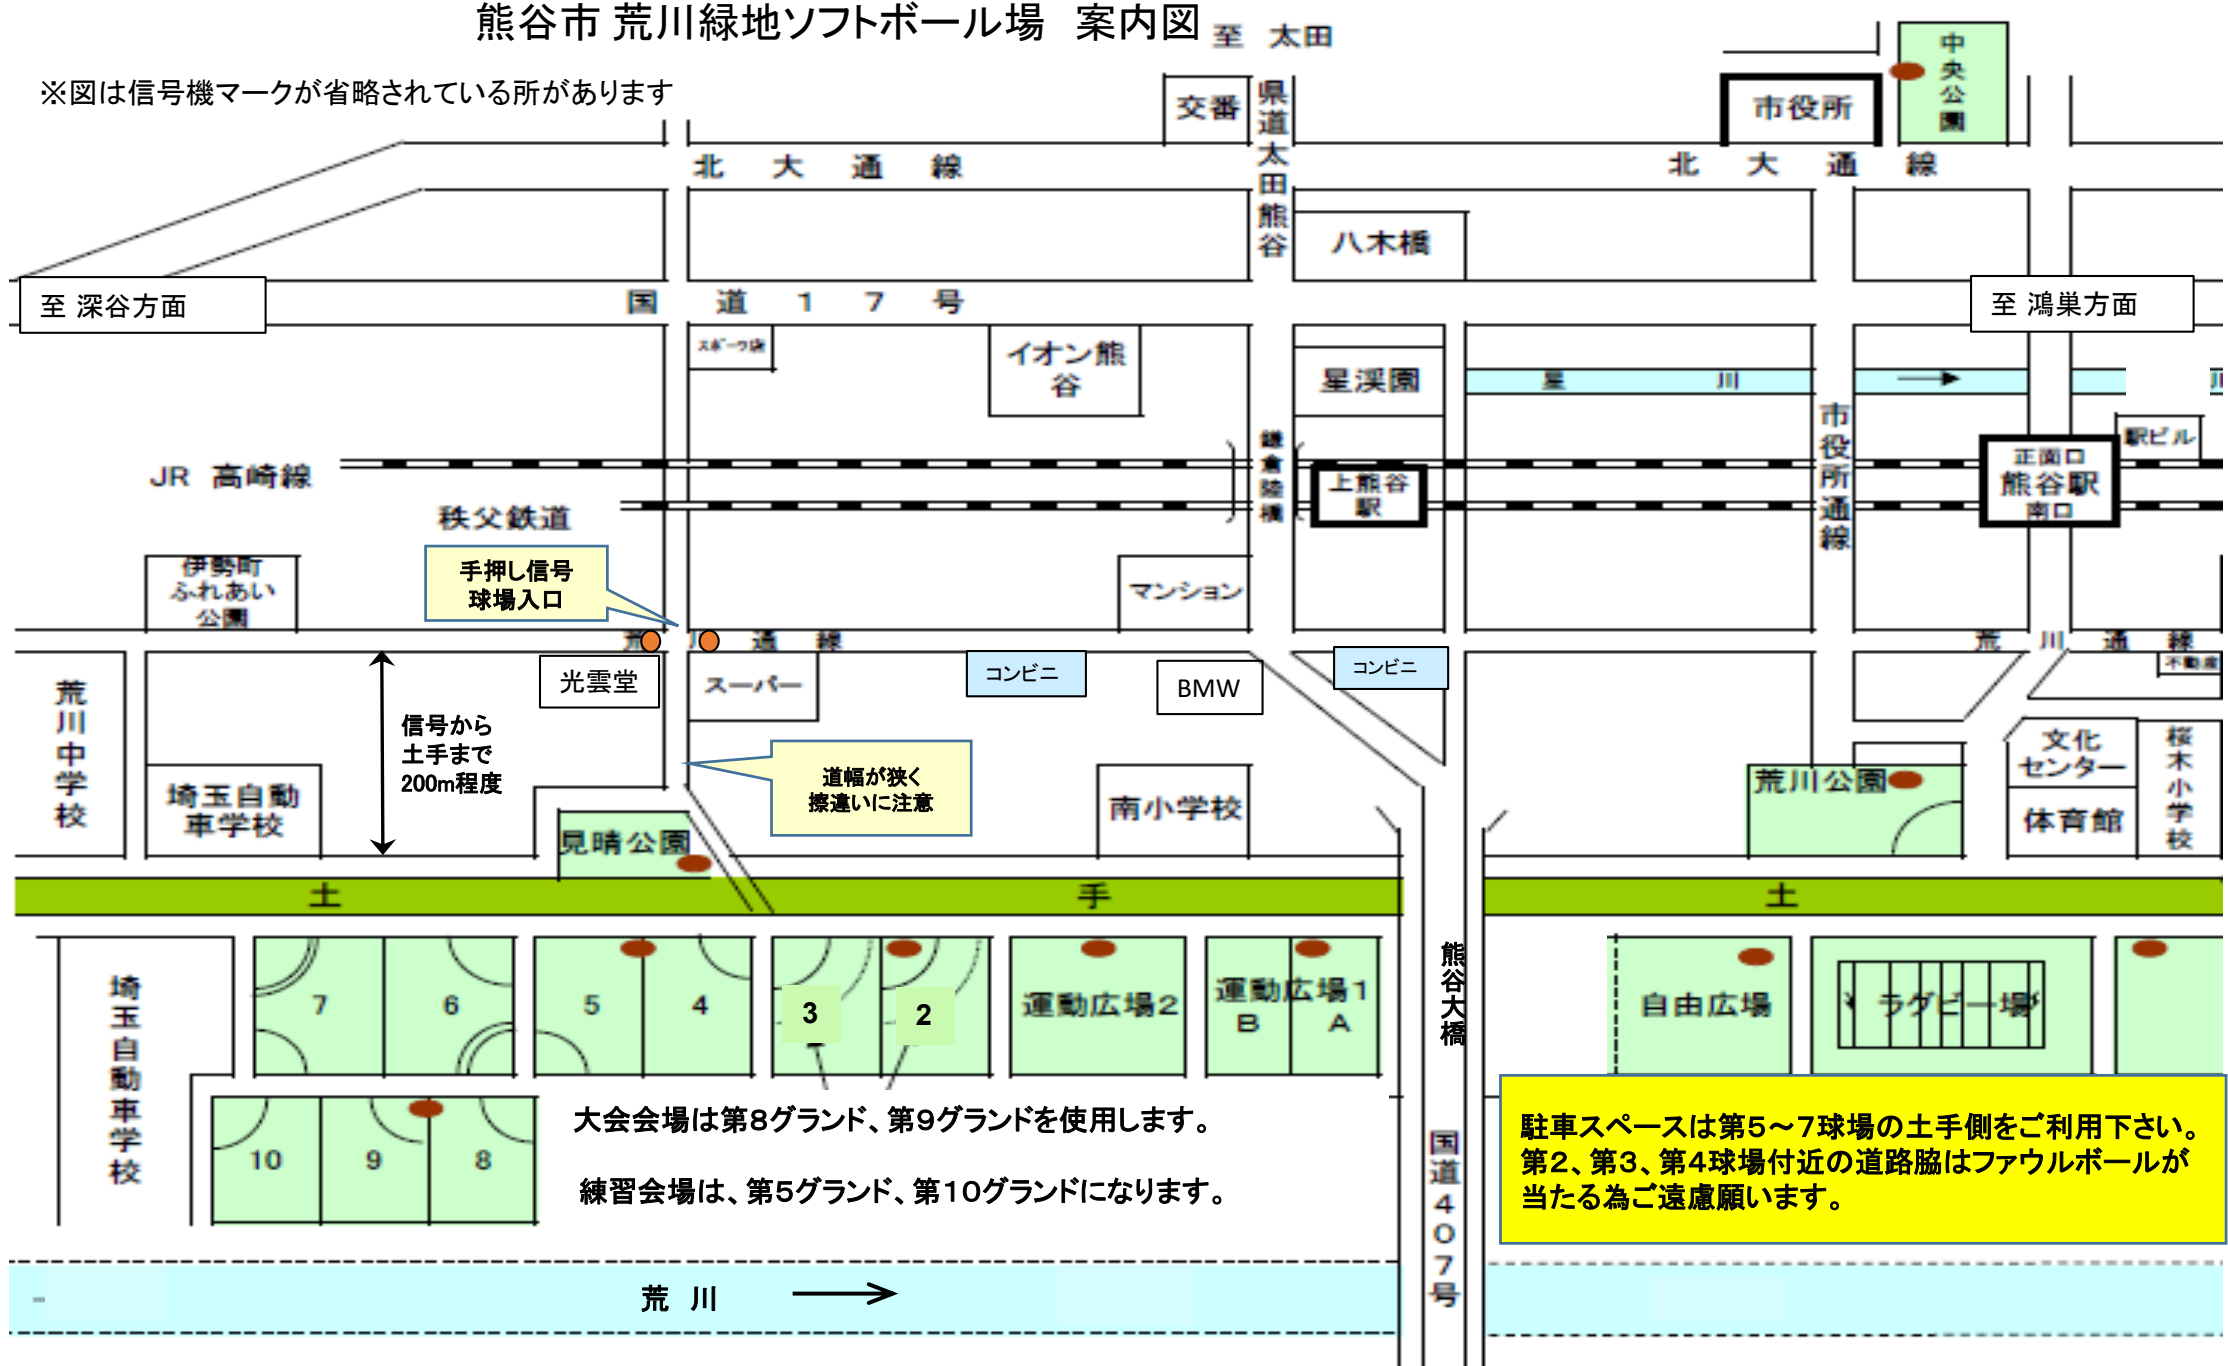 熊谷市 荒川緑地ソフトボール場　案内図
至　太田
※図は信号機マークが省略されている所があります
交番
県道太田熊谷
市役所
中央公園
北　大　通　線
北　大　通　線
八木橋
至 深谷方面
国　道　１　７　号
至 鴻巣方面
イオン熊
谷
星渓園
星　川
川
市役所通線
鎌倉陸橋
駅ビル
正面口
熊谷駅
南口
JR 高崎線
上熊谷
駅
秩父鉄道
手押し信号
球場入口
伊勢町
ふれあい
公園
マンション
荒　川　通　線
荒　川　通　線
光雲堂
スーパー
コンビニ
BMW
コンビニ
不動産
荒川中学校
信号から
土手まで
200m程度
道幅が狭く
擦違いに注意
文化
センター
桜木小学校
埼玉自動
車学校
南小学校
荒川公園
体育館
見晴公園
土　手
土
埼玉自動車学校
7
6
5
4
3
2
運動広場2
運動広場1
B　A
熊谷大橋
自由広場
ラグビー場
10
9
8
大会会場は第８グランド、第９グランドを使用します。
練習会場は、第５グランド、第１０グランドになります。
国道４０７号
駐車スペースは第５～７球場の土手側をご利用下さい。
第２、第３、第４球場付近の道路脇はファウルボールが
当たる為ご遠慮願います。
荒　川